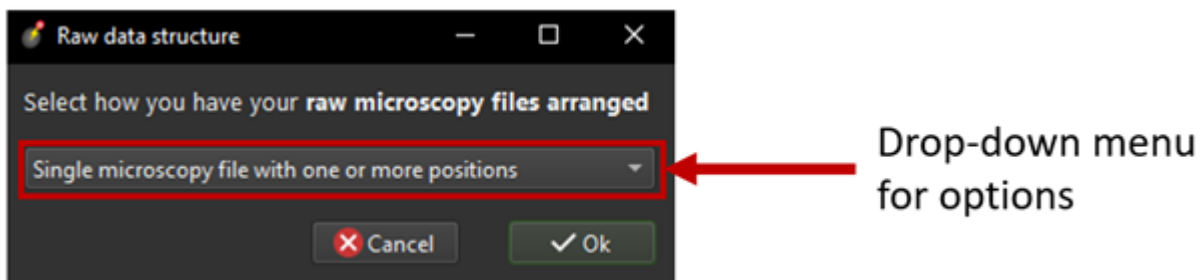 Raw data structure
Select how you have your raw microscopy files arranged
Single microscopy file with one or more positions
Cancel
Ok
Drop-down menu
for options